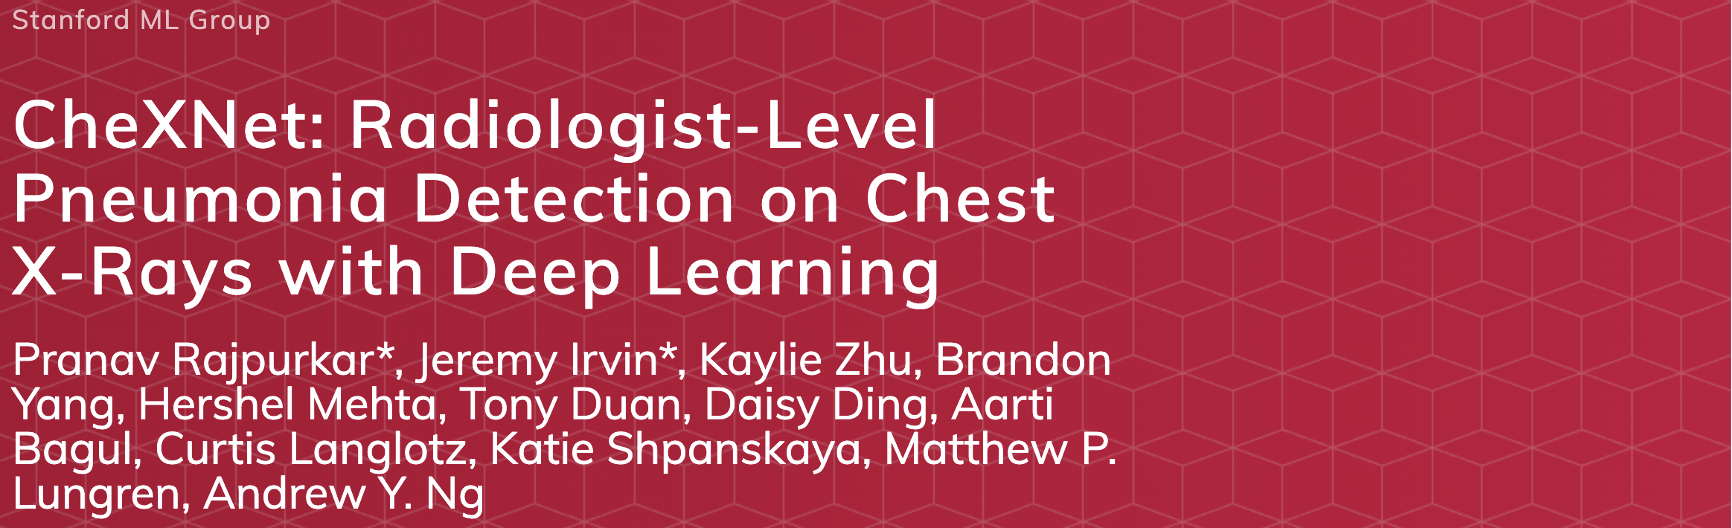 Stanford ML Group
CheXNet: Radiologist-Level
Pneumonia Detection on Chest
X-Rays with Deep Learning
Pranav Rajpurkar*, Jeremy Irvin*, Kaylie Zhu, Brandon
Yang, Hershel Mehta, Tony Duan, Daisy Ding, Aarti
Bagul, Curtis Langlotz, Katie Shpanskaya, Matthew P.
Lungren, Andrew Y. Ng